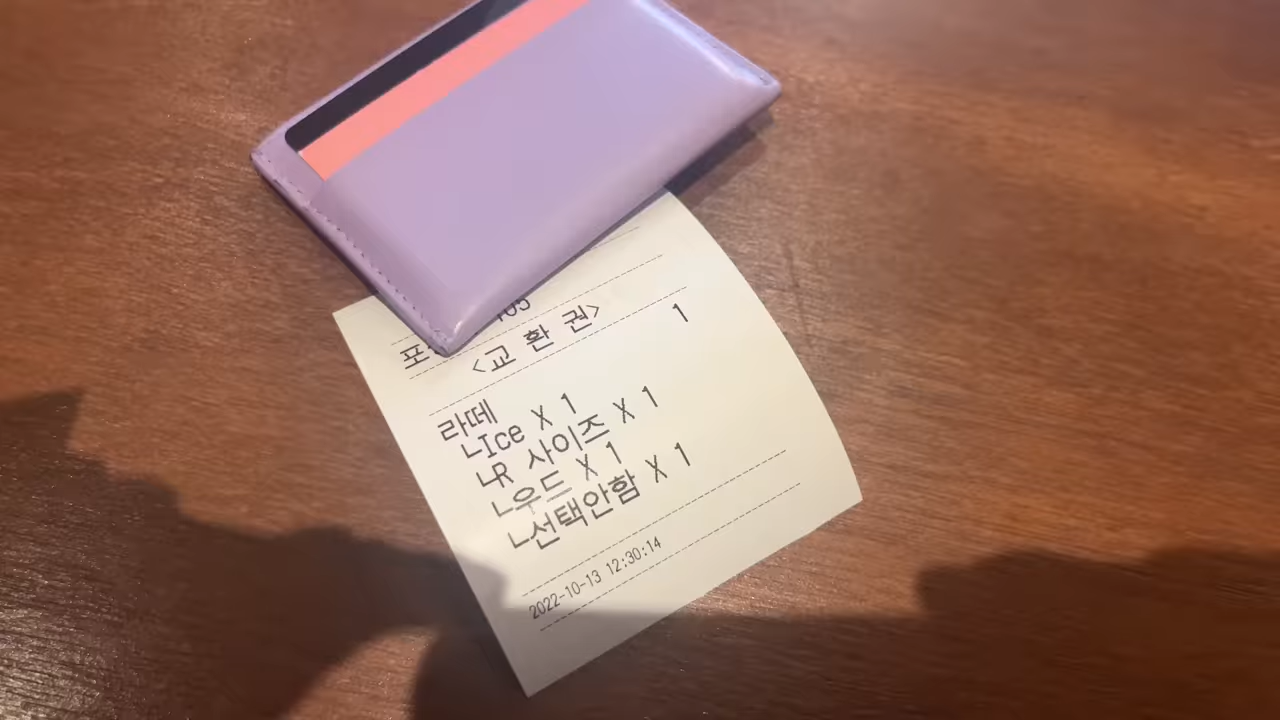 <교 환 권>
1
라떼
ㄴIce X 1
ㄴR 사이즈 X 1
ㄴ우드 X 1
ㄴ선택안함 X 1
2022-10-13 12:30:14